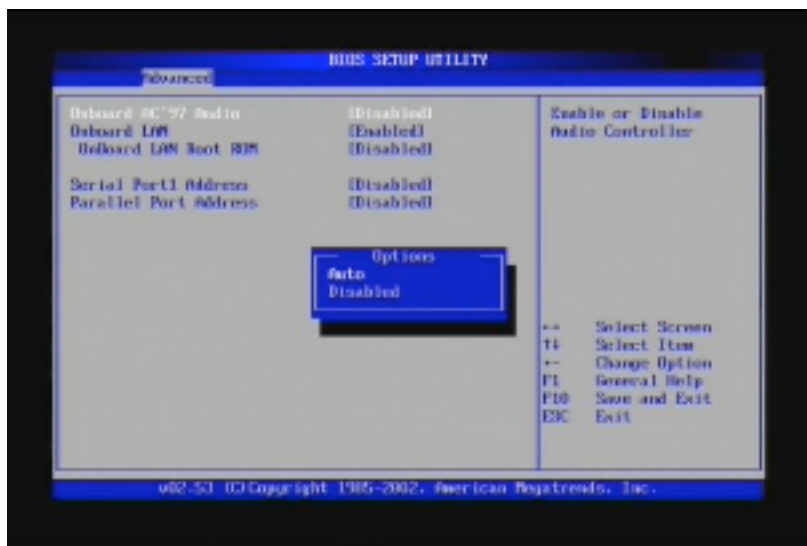 BIOS SETUP UTILITY
Advanced
Onboard AC'97 Audio [Disabled]
Onboard LAN [Enabled]
OnBoard LAN Boot ROM [Disabled]
Serial Port1 Address [Disabled]
Parallel Port Address [Disabled]
Options
Auto
Disabled
Enable or Disable
Audio Controller
↔ Select Screen
↑↓ Select Item
+- Change Option
F1 General Help
F10 Save and Exit
ESC Exit
v02.53 (C)Copyright 1985-2002, American Megatrends, Inc.